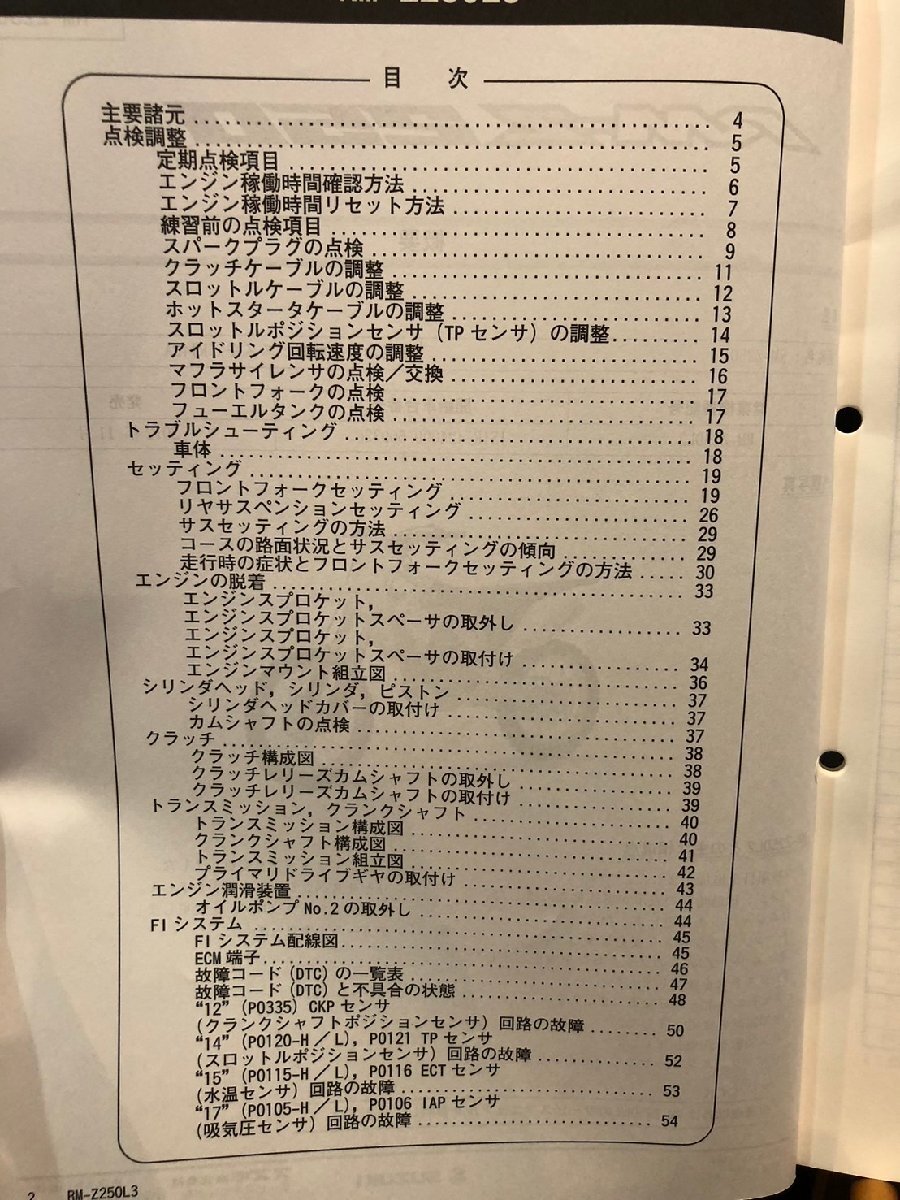 目 次
主要諸元 4
点検調整 5
定期点検項目 5
エンジン稼働時間確認方法 6
エンジン稼働時間リセット方法 7
練習前の点検項目 8
スパークプラグの点検 9
クラッチケーブルの調整 11
スロットルケーブルの調整 12
ホットスタータケーブルの調整 13
スロットルポジションセンサ(TPセンサ)の調整 14
アイドリング回転速度の調整 15
マフラサイレンサの点検／交換 16
フロントフォークの点検 17
フューエルタンクの点検 17
トラブルシューティング 18
車体 18
セッティング 19
フロントフォークセッティング 19
リヤサスペンションセッティング 26
サスセッティングの方法 29
コースの路面状況とサスセッティングの傾向 29
走行時の症状とフロントフォークセッティングの方法 30
エンジンの脱着 33
エンジンスプロケット,
エンジンスプロケットスペーサの取外し 33
エンジンスプロケット,
エンジンスプロケットスペーサの取付け 34
エンジンマウント組立図 36
シリンダヘッド, シリンダ, ピストン 37
シリンダヘッドカバーの取付け 37
カムシャフトの点検 37
クラッチ 38
クラッチ構成図 38
クラッチレリーズカムシャフトの取外し 39
クラッチレリーズカムシャフトの取付け 39
トランスミッション, クランクシャフト 40
トランスミッション構成図 40
クランクシャフト構成図 41
トランスミッション組立図 42
プライマリドライブギヤの取付け 43
エンジン潤滑装置 44
オイルポンプNo.2の取外し 44
FIシステム 45
FIシステム配線図 45
ECM端子 46
故障コード(DTC)の一覧表 47
故障コード(DTC)と不具合の状態 48
“12”(P0335) CKPセンサ
(クランクシャフトポジションセンサ)回路の故障 50
“14”(P0120-H／L), P0121 TPセンサ
(スロットルポジションセンサ)回路の故障 52
“15”(P0115-H／L), P0116 ECTセンサ
(水温センサ)回路の故障 53
“17”(P0105-H／L), P0106 IAPセンサ
(吸気圧センサ)回路の故障 54
2 RM-Z250L3